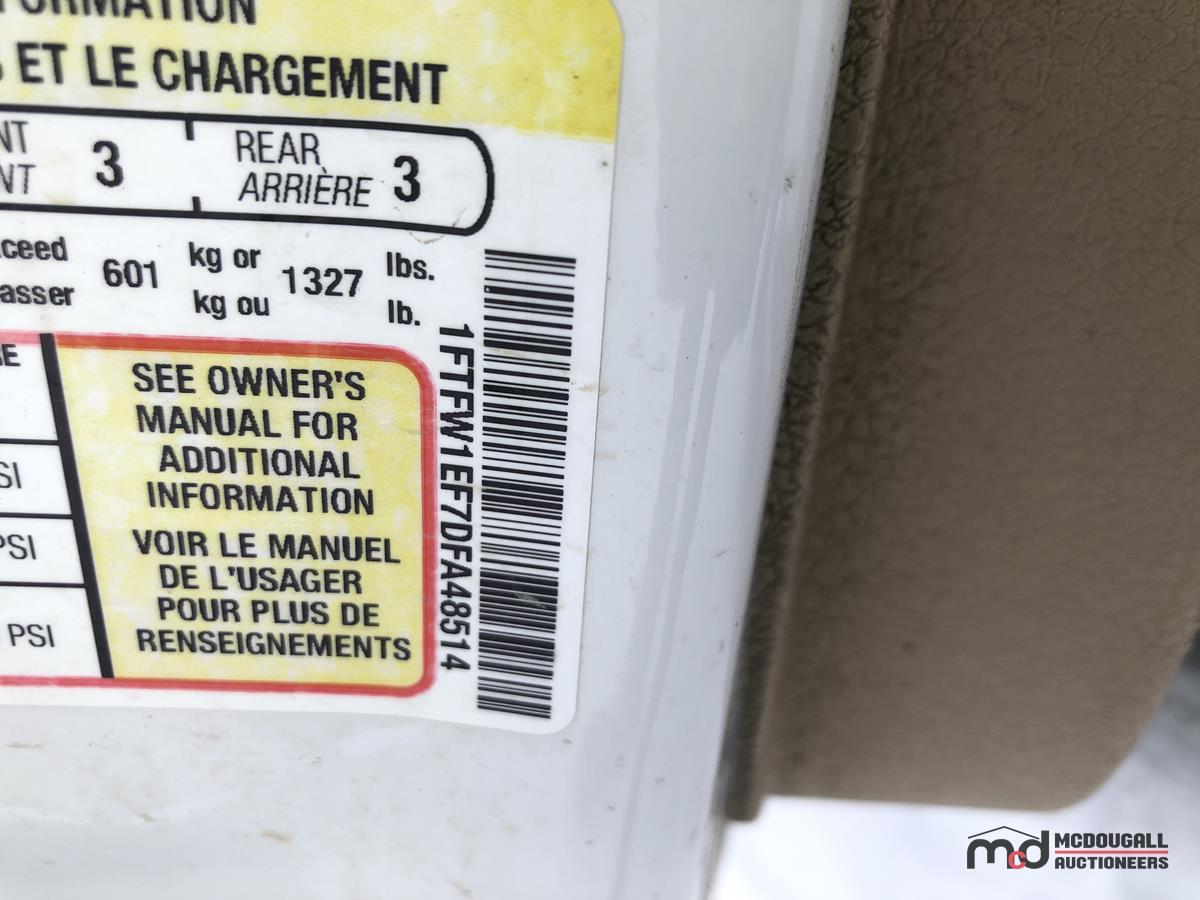 ET LE CHARGEMENT
3 REAR
ARRIÈRE 3
601 kg or 1327 lbs.
kg ou lb.
SEE OWNER'S
MANUAL FOR
ADDITIONAL
INFORMATION
VOIR LE MANUEL
DE L'USAGER
POUR PLUS DE
RENSEIGNEMENTS
PSI
PSI
1FTFW1EF7DFA48514
mcd MCDOUGALL
AUCTIONEERS